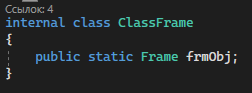 Ссылок: 4
internal class ClassFrame
{
public static Frame frmObj;
}